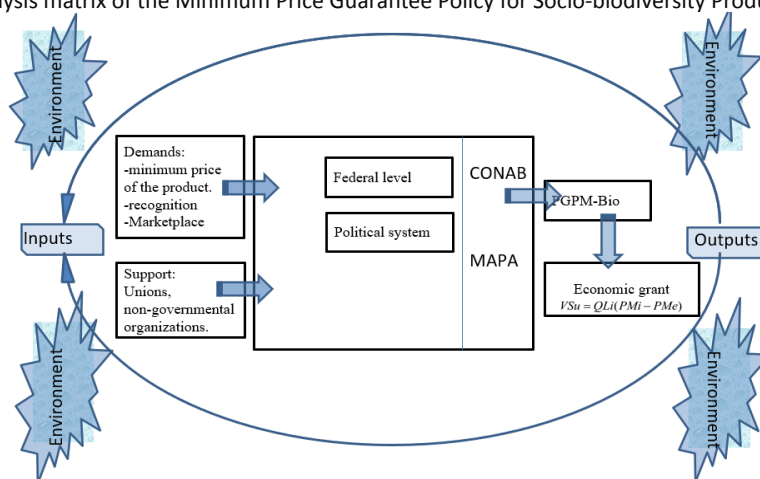 lysis matrix of the Minimum Price Guarantee Policy for Socio-biodiversity Produ
Environment
Environment
Demands:
-minimum price
of the product.
-recognition
-Marketplace
Federal level
CONAB
PGPM-Bio
Inputs
Political system
Outputs
MAPA
Support:
Unions,
non-governmental
organizations.
Economic grant
VSu = QLi(PMi − PMe)
Environment
Environment